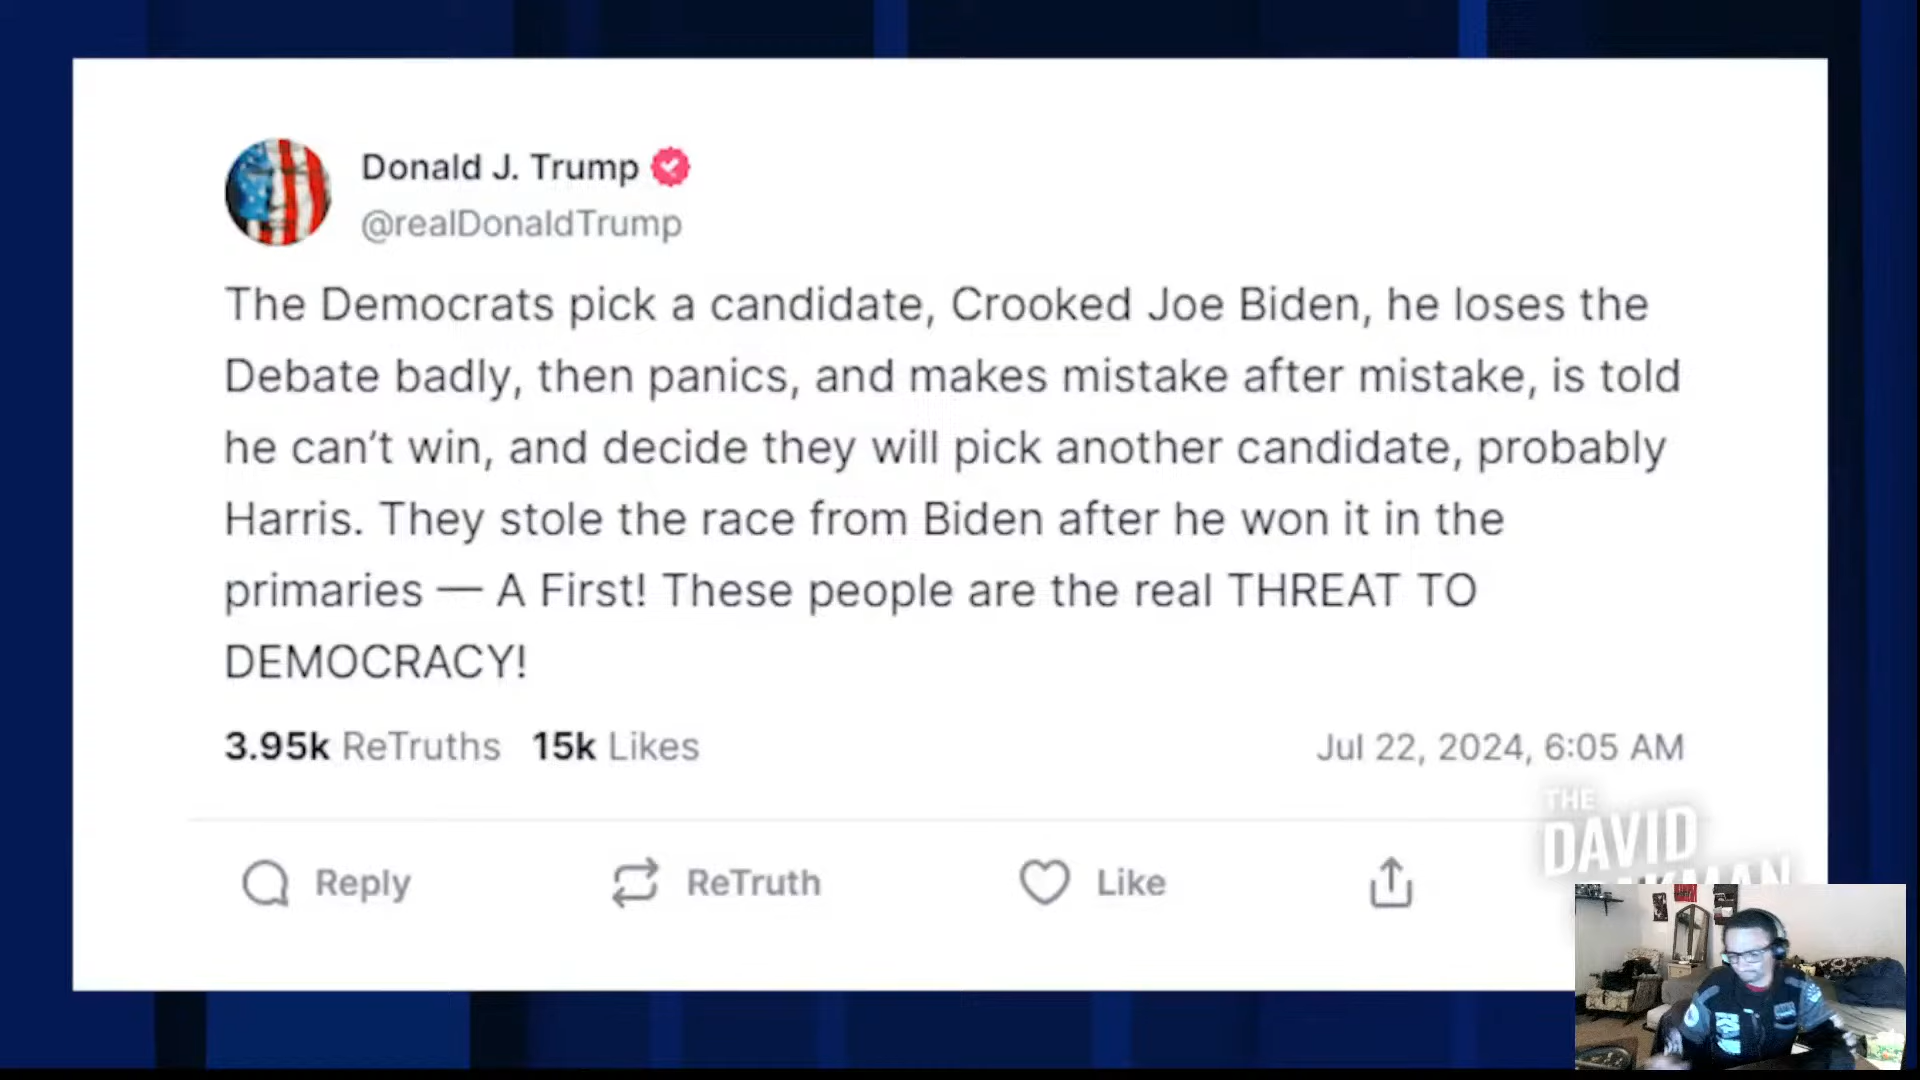 Donald J. Trump
@realDonaldTrump
The Democrats pick a candidate, Crooked Joe Biden, he loses the
Debate badly, then panics, and makes mistake after mistake, is told
he can’t win, and decide they will pick another candidate, probably
Harris. They stole the race from Biden after he won it in the
primaries — A First! These people are the real THREAT TO
DEMOCRACY!
3.95k ReTruths 15k Likes
Jul 22, 2024, 6:05 AM
THE
DAVID
Reply
ReTruth
Like